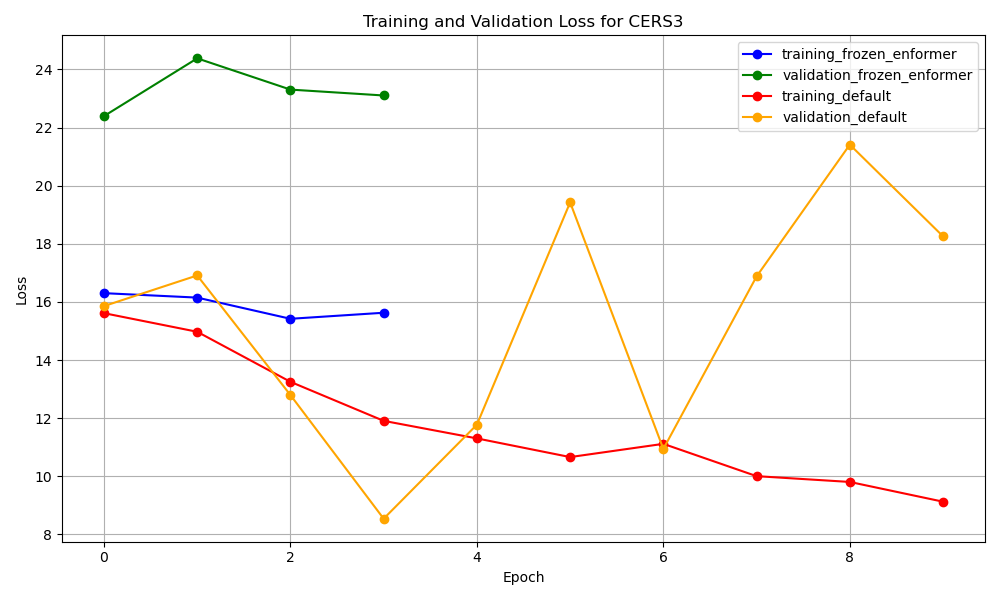 Training and Validation Loss for CERS3
training_frozen_enformer
validation_frozen_enformer
training_default
validation_default
Loss
24
22
20
18
16
14
12
10
8
0 2 4 6 8
Epoch